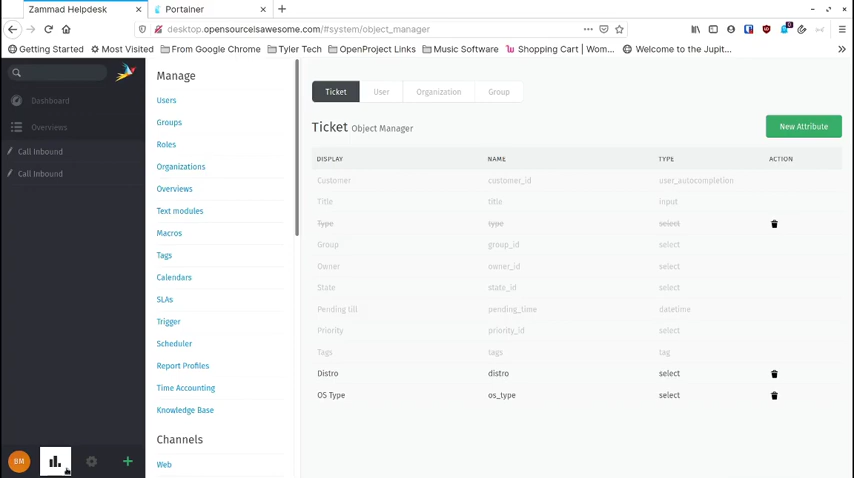 Zammad Helpdesk
Portainer
desktop.opensourceisawesome.com/#system/object_manager
Getting Started
Most Visited
From Google Chrome
Tyler Tech
OpenProject Links
Music Software
Shopping Cart | Wom...
Welcome to the Jupit...
Dashboard
Overviews
Call Inbound
Call Inbound
BM
Manage
Users
Groups
Roles
Organizations
Overviews
Text modules
Macros
Tags
Calendars
SLAs
Trigger
Scheduler
Report Profiles
Time Accounting
Knowledge Base
Channels
Web
Ticket User Organization Group
Ticket Object Manager
New Attribute
DISPLAY NAME TYPE ACTION
Customer customer_id user_autocompletion
Title title input
Type type select
Group group_id select
Owner owner_id select
State state_id select
Pending till pending_time datetime
Priority priority_id select
Tags tags tag
Distro distro select
OS Type os_type select